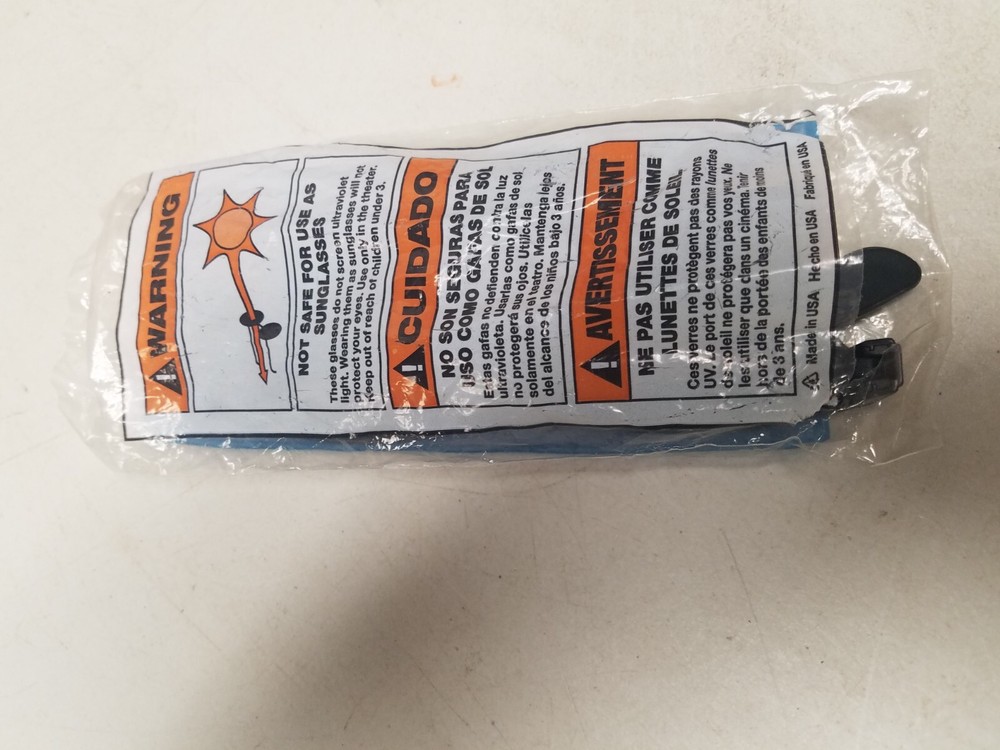 WARNING
NOT SAFE FOR USE AS
SUNGLASSES
These glasses do not screen ultraviolet
light. Wearing them as sunglasses will not
protect your eyes. Use only in the theater.
Keep out of reach of children under 3.
CUIDADO
NO SON SEGURAS PARA
USO COMO GAFAS DE SOL
Estas gafas no defienden contra la luz
ultravioleta. Usarlas como gafas de sol
no protegerá sus ojos. Utilice las
solamente en el teatro. Mantenga lejos
del alcance de los niños bajo 3 años.
AVERTISSEMENT
NE PAS UTILISER COMME
LUNETTES DE SOLEIL
Ces verres ne protègent pas des rayons
UV. Le port de ces verres comme lunettes
de soleil ne protégera pas vos yeux. Ne
les utiliser que dans un cinéma. Tenir
hors de la portée des enfants de moins
de 3 ans.
Made in USA Hecho en USA Fabriqué en USA